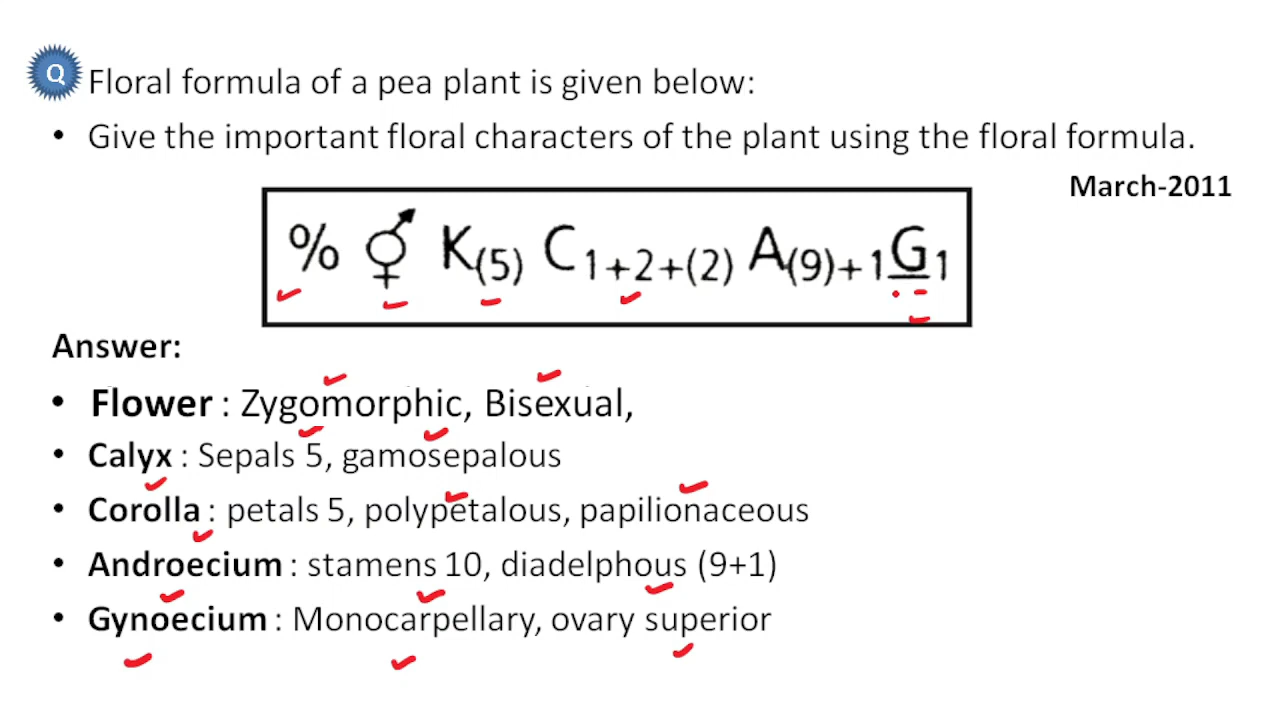 Q Floral formula of a pea plant is given below:
• Give the important floral characters of the plant using the floral formula.
March-2011
% ⚥ K(5) C1+2+(2) A(9)+1 G1
Answer:
• Flower : Zygomorphic, Bisexual,
• Calyx : Sepals 5, gamosepalous
• Corolla : petals 5, polypetalous, papilionaceous
• Androecium : stamens 10, diadelphous (9+1)
• Gynoecium : Monocarpellary, ovary superior